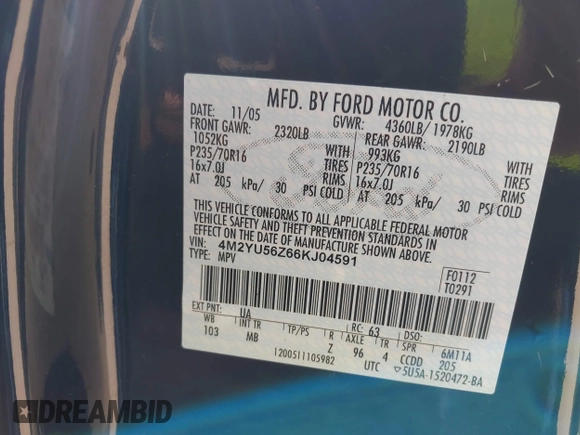 MFD. BY FORD MOTOR CO.
DATE: 11/05 GVWR: 4360LB/ 1978KG
FRONT GAWR: 2320LB REAR GAWR: 2190LB
1052KG WITH 993KG WITH
P235/70R16 TIRES P235/70R16 TIRES
16x7.0J RIMS 16x7.0J RIMS
AT 205 kPa/ 30 PSI COLD AT 205 kPa/ 30 PSI COLD
THIS VEHICLE CONFORMS TO ALL APPLICABLE FEDERAL MOTOR
VEHICLE SAFETY AND THEFT PREVENTION STANDARDS IN
EFFECT ON THE DATE OF MANUFACTURE SHOWN ABOVE.
VIN: 4M2YU56Z66KJ04591
TYPE: MPV
F0112
T0291
EXT PNT: UA RC: 63 DSO:
WB INT TR TP/PS R AXLE TR SPR 6M11A
103 MB Z 96 4 CCDD 205
1200511105982 UTC ▽5U5A-1520472-BA
DREAMBID